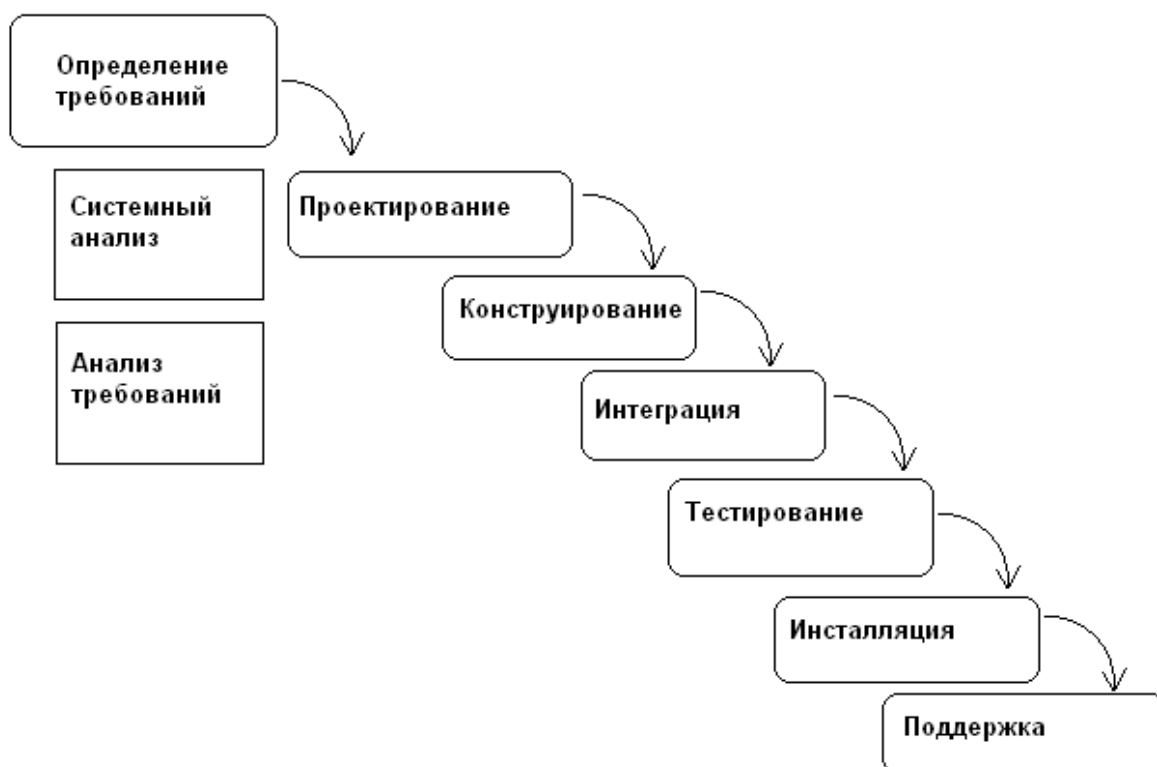 Определение
требований
Системный
анализ
Анализ
требований
Проектирование
Конструирование
Интеграция
Тестирование
Инсталляция
Поддержка